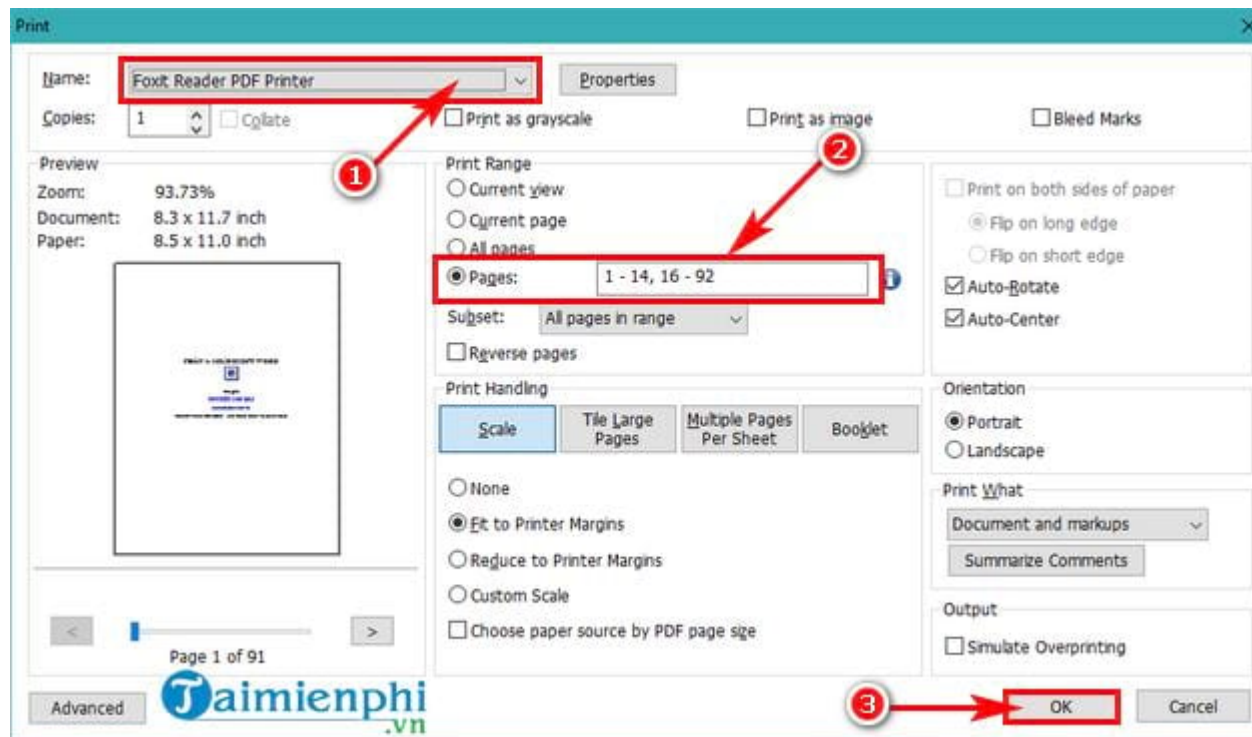 Print
Name: Foxit Reader PDF Printer Properties
Copies: 1 Collate Print as grayscale Print as image Bleed Marks
1
2
Preview
Zoom: 93.73%
Document: 8.3 x 11.7 inch
Paper: 8.5 x 11.0 inch
< >
Page 1 of 91
Print Range
Current view
Current page
All pages
Pages: 1 - 14, 16 - 92
Subset: All pages in range
Reverse pages
Print Handling
Scale Tile Large Pages Multiple Pages Per Sheet Booklet
None
Fit to Printer Margins
Reduce to Printer Margins
Custom Scale
Choose paper source by PDF page size
Print on both sides of paper
Flip on long edge
Flip on short edge
Auto-Rotate
Auto-Center
Orientation
Portrait
Landscape
Print What
Document and markups
Summarize Comments
Output
Simulate Overprinting
Advanced Taimienphi
.vn
3 OK Cancel